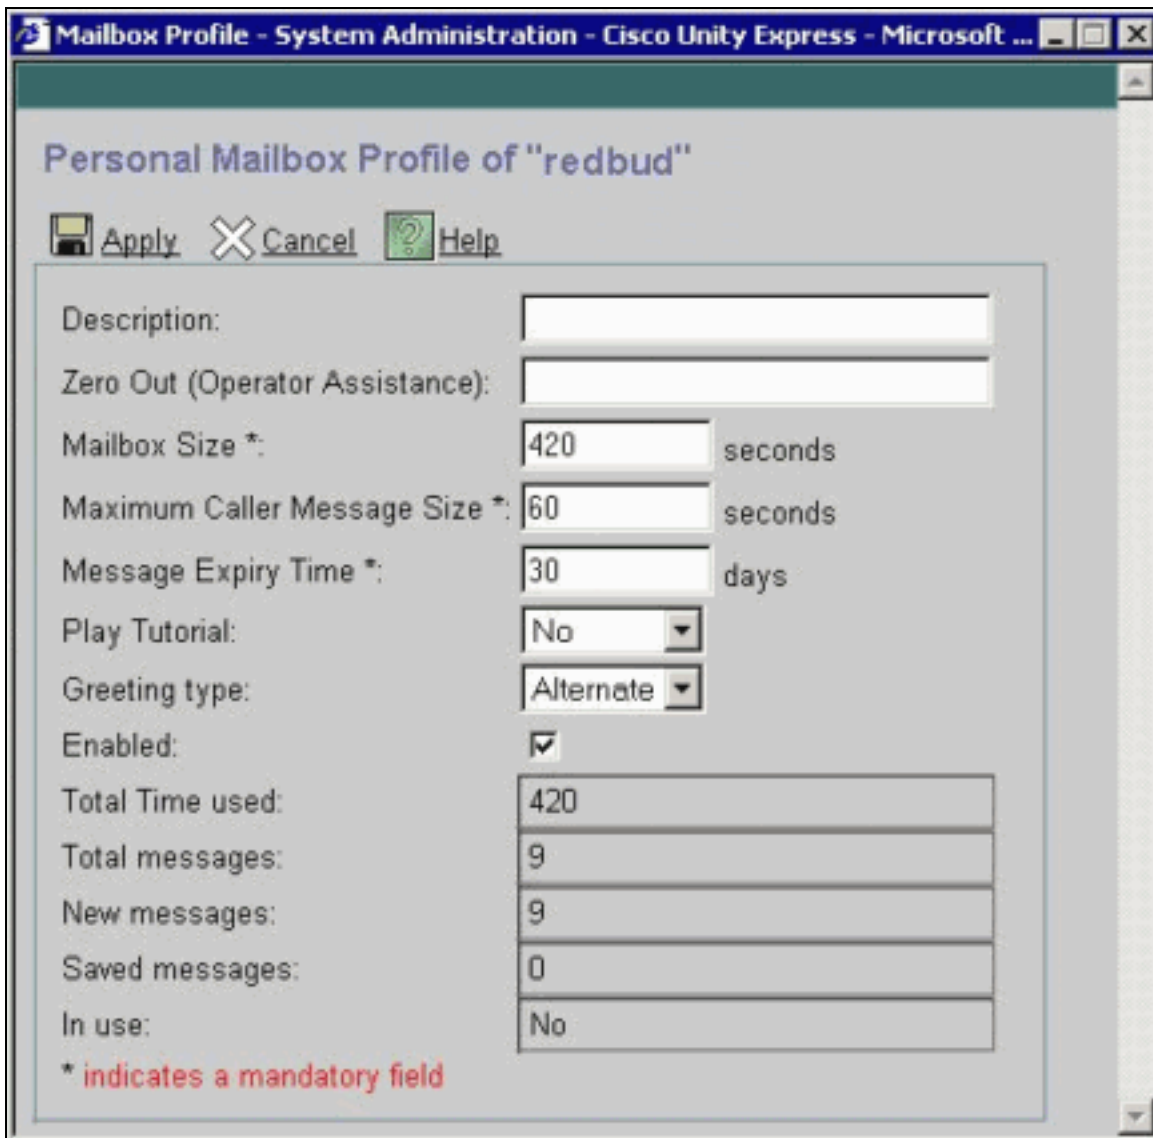 Mailbox Profile - System Administration - Cisco Unity Express - Microsoft ...
Personal Mailbox Profile of "redbud"
Apply Cancel Help
Description:
Zero Out (Operator Assistance):
Mailbox Size *: 420 seconds
Maximum Caller Message Size *: 60 seconds
Message Expiry Time *: 30 days
Play Tutorial: No
Greeting type: Alternate
Enabled:
Total Time used: 420
Total messages: 9
New messages: 9
Saved messages: 0
In use: No
* indicates a mandatory field